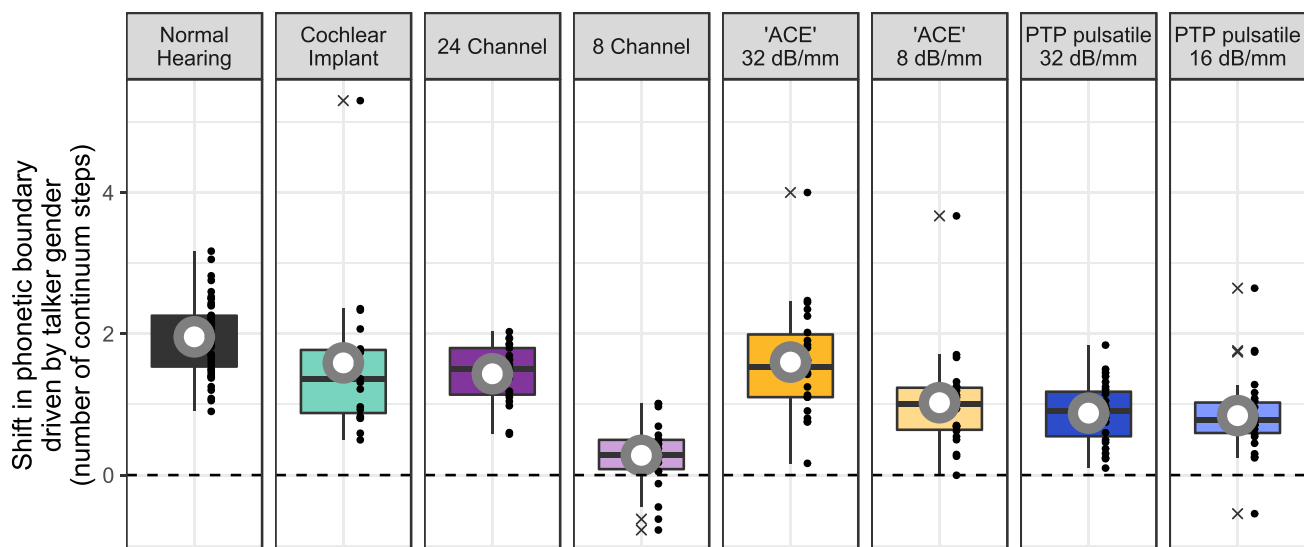 Normal
Hearing
Cochlear
Implant
24 Channel
8 Channel
'ACE'
32 dB/mm
'ACE'
8 dB/mm
PTP pulsatile
32 dB/mm
PTP pulsatile
16 dB/mm
Shift in phonetic boundary
driven by talker gender
(number of continuum steps)
4
2
0